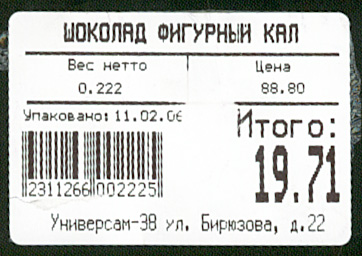 ШОКОЛАД ФИГУРНЫЙ КАЛ
Вес нетто Цена
0.222 88.80
Упаковано: 11.02.06
Итого:
19.71
2311266 002225
Универсам-38 ул. Бирюзова, д.22